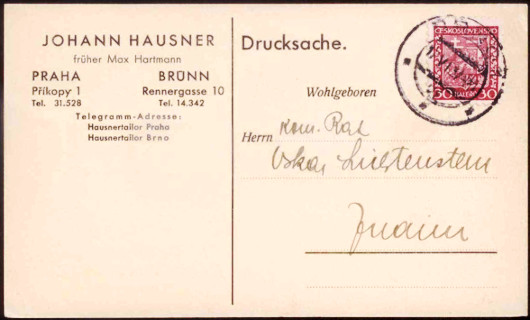 JOHANN HAUSNER
früher Max Hartmann
PRAHA BRÜNN
Příkopy 1 Rennergasse 10
Tel. 31.528 Tel. 14.342
Telegramm-Adresse:
Hausnertailor Praha
Hausnertailor Brno
Drucksache.
ČESKOSLOVENSKO
30 HALÉŘŮ 30
Wohlgeboren
Herrn Kom. Rat
Oskar Lichtenstern
Znaim